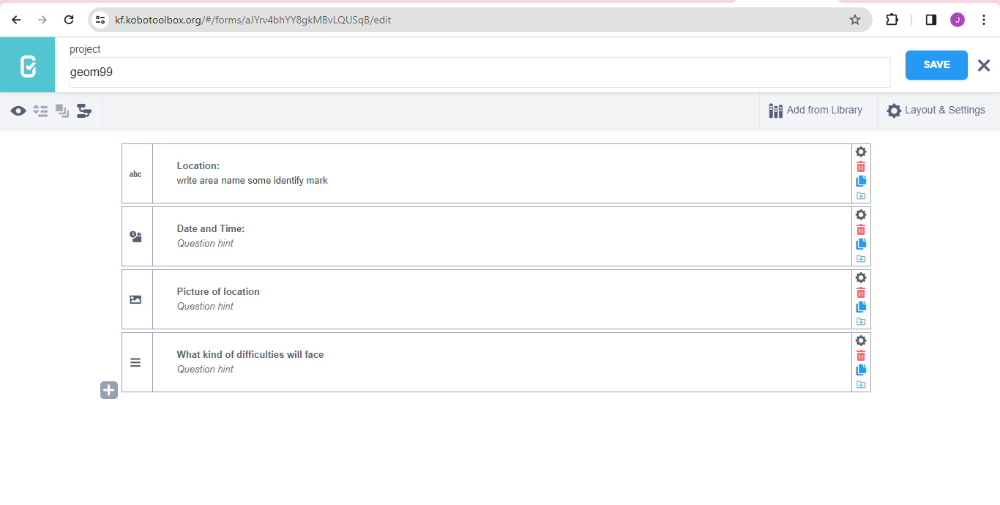 kf.kobotoolbox.org/#/forms/aJYrv4bhYY8gkMBvLQUSqB/edit
J
project
geom99
SAVE
Add from Library
Layout & Settings
abc
Location:
write area name some identify mark
Date and Time:
Question hint
Picture of location
Question hint
What kind of difficulties will face
Question hint